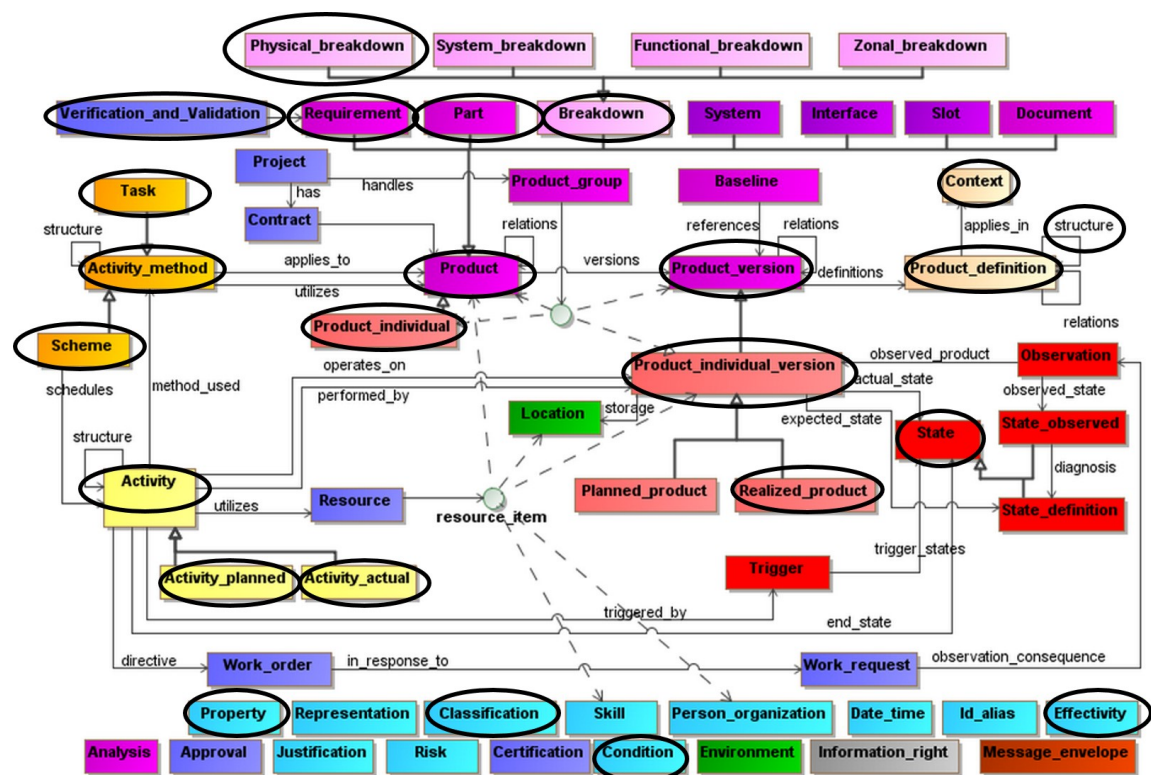 Physical_breakdown System_breakdown Functional_breakdown Zonal_breakdown
Verification_and_Validation Requirement Part Breakdown System Interface Slot Document
Project
handles
has
Contract
Product_group
Baseline
Context
Task
structure
relations
references
relations
applies_in
structure
Activity_method
applies_to
utilizes
Product
versions
Product_version
definitions
Product_definition
relations
Product_individual
Scheme
schedules
method_used
operates_on
performed_by
Product_individual_version
observed_product
Observation
actual_state
observed_state
Location
storage
expected_state
State
State_observed
diagnosis
structure
Activity
utilizes
Resource
resource_item
Planned_product
Realized_product
State_definition
trigger_states
Activity_planned
Activity_actual
Trigger
triggered_by
end_state
directive
Work_order
in_response_to
Work_request
observation_consequence
Property Representation Classification Skill Person_organization Date_time Id_alias Effectivity
Analysis Approval Justification Risk Certification Condition Environment Information_right Message_envelope